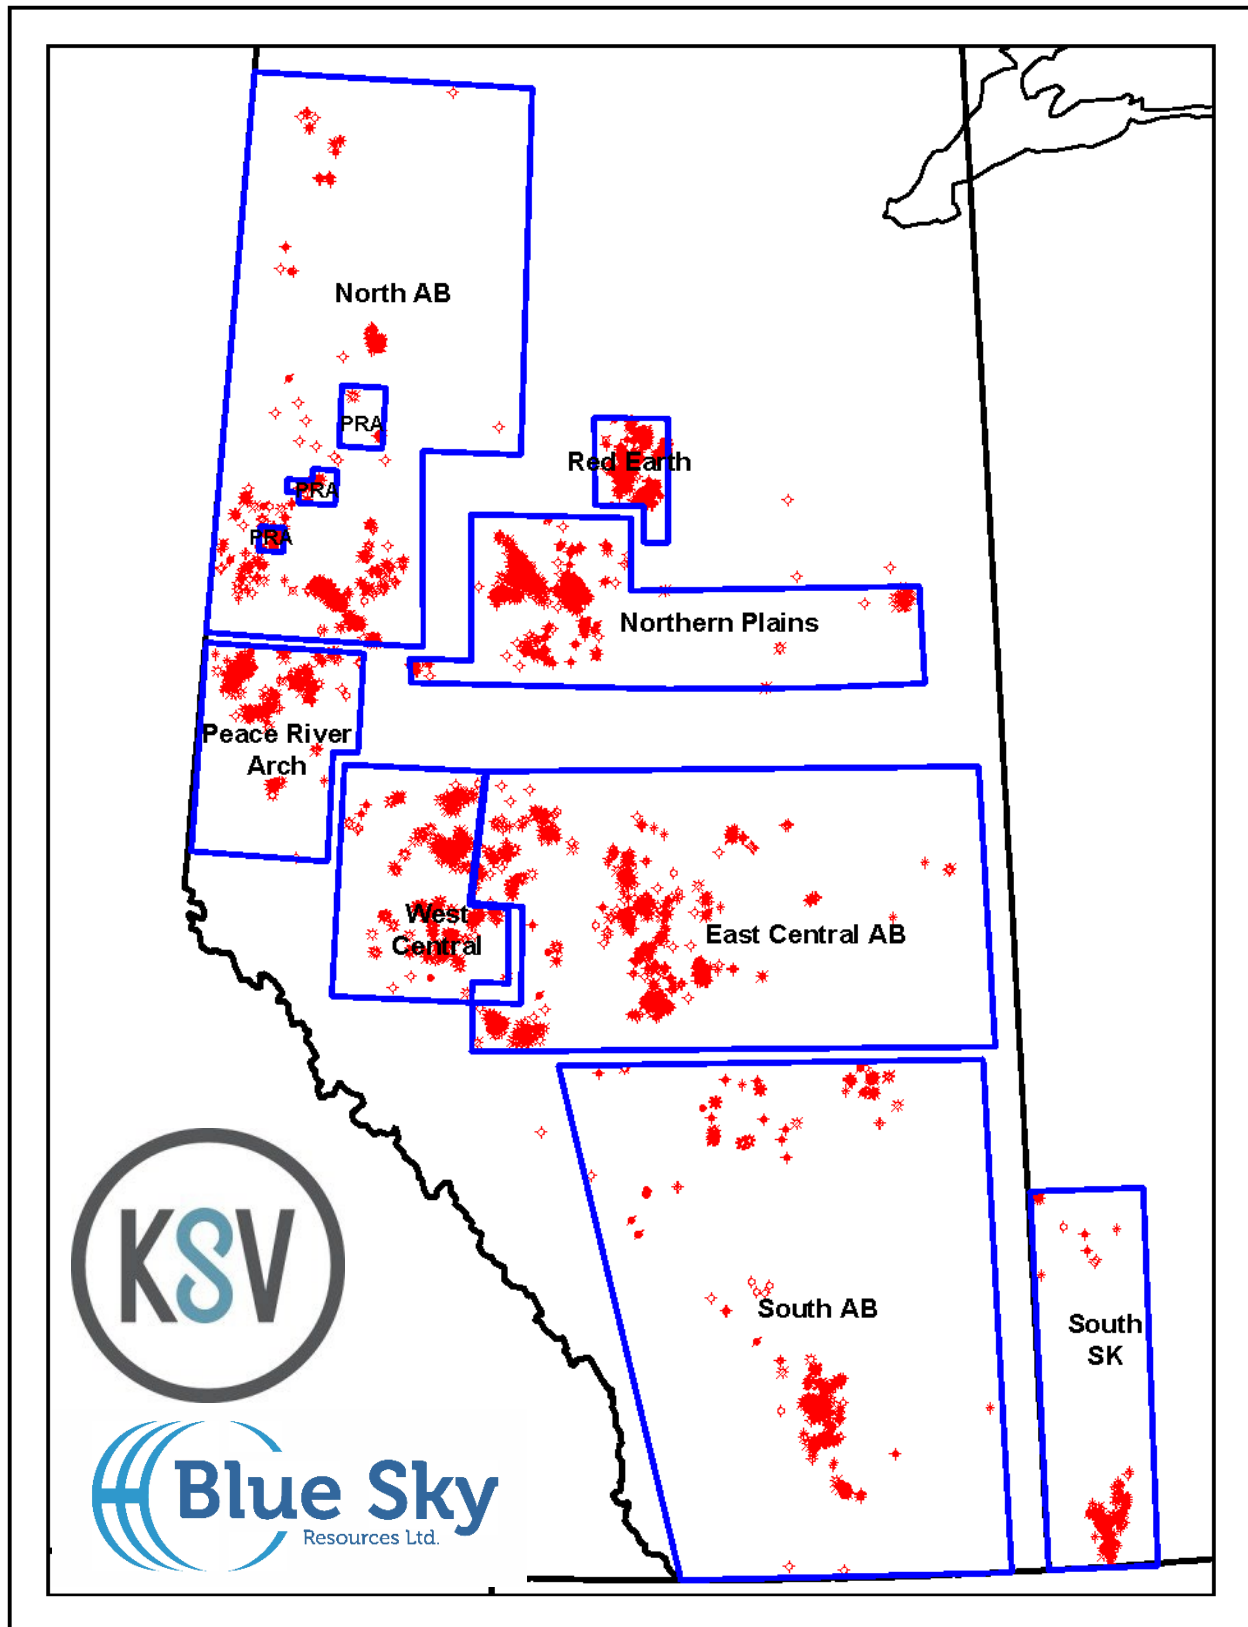 North AB
PRA
Red Earth
PRA
PRA
Northern Plains
Peace River
Arch
West
Central
East Central AB
South AB
South
SK
KSV
Blue Sky
Resources Ltd.